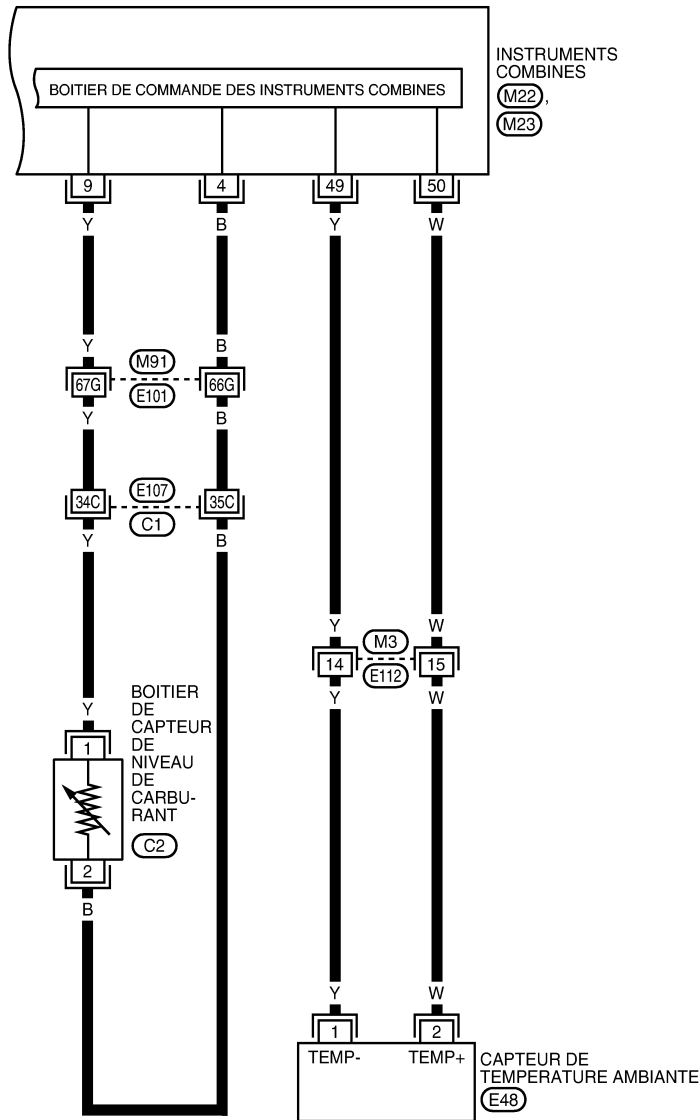 INSTRUMENTS
COMBINES
M22,
M23
BOITIER DE COMMANDE DES INSTRUMENTS COMBINES
9 4 49 50
Y B Y W
Y B
M91
67G 66G
E101
Y B
E107
34C 35C
C1
Y B
Y W
M3
14 15
E112
Y W
BOITIER
DE
CAPTEUR
DE
NIVEAU
DE
CARBU-
RANT
C2
Y
1
2
B
Y W
1 2
TEMP- TEMP+
CAPTEUR DE
TEMPERATURE AMBIANTE
E48